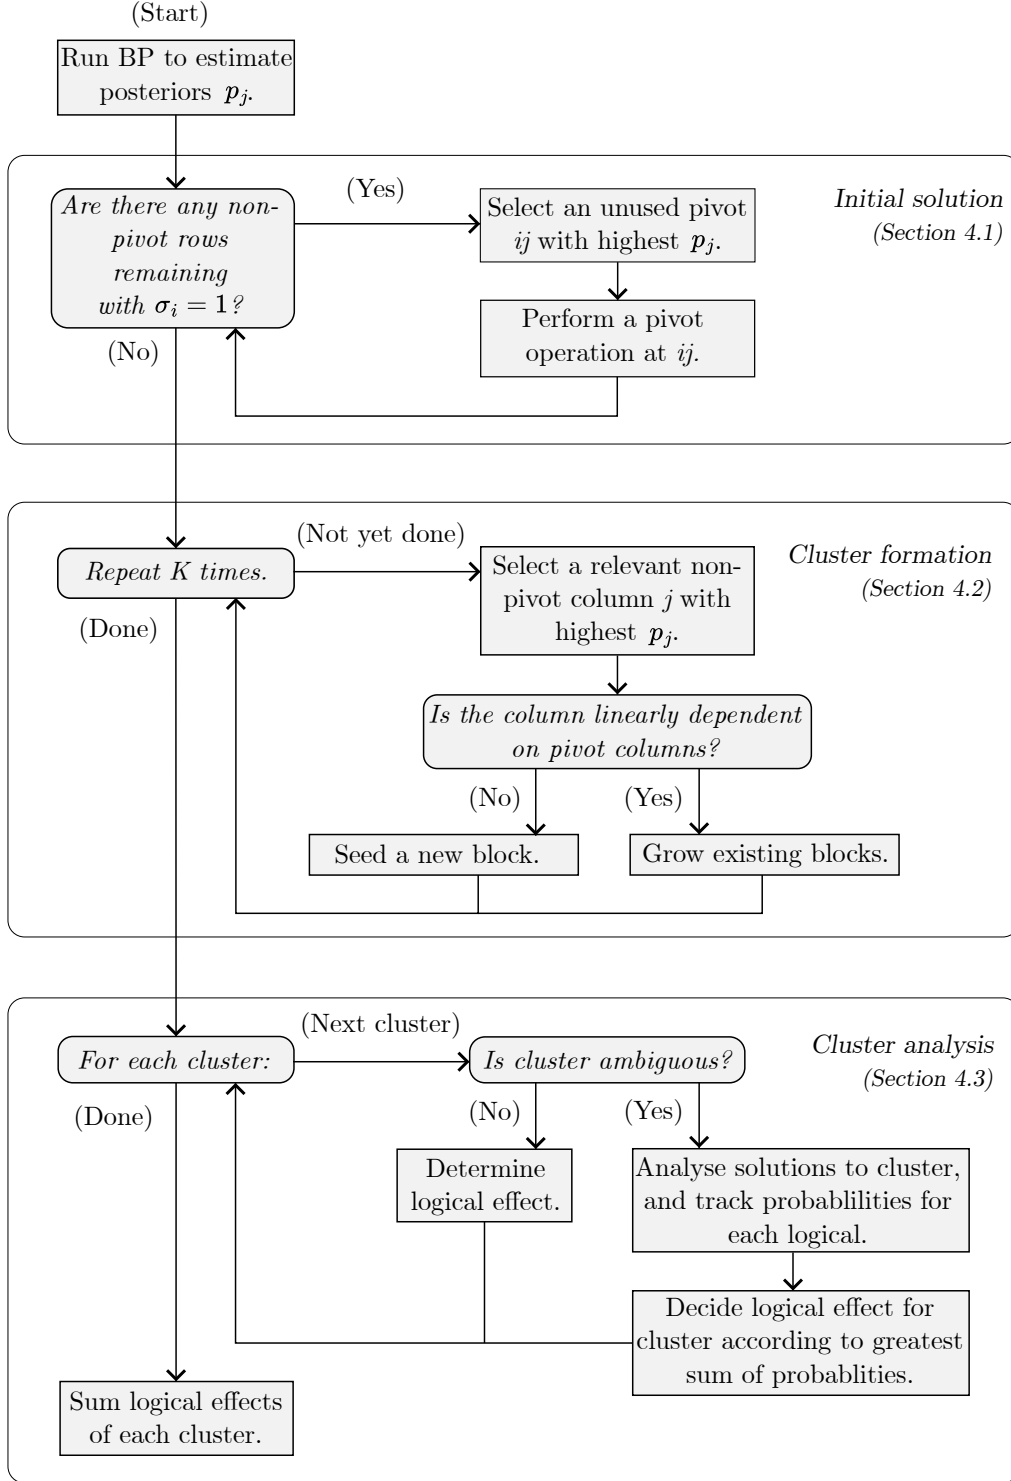 (Start)
Run BP to estimate
posteriors p_j.
Are there any non-
pivot rows
remaining
with σ_i = 1?
(Yes)
Select an unused pivot
ij with highest p_j.
Initial solution
(Section 4.1)
Perform a pivot
operation at ij.
(No)
Repeat K times.
(Not yet done)
Select a relevant non-
pivot column j with
highest p_j.
Cluster formation
(Section 4.2)
(Done)
Is the column linearly dependent
on pivot columns?
(No)
(Yes)
Seed a new block.
Grow existing blocks.
For each cluster:
(Next cluster)
Is cluster ambiguous?
Cluster analysis
(Section 4.3)
(Done)
(No)
(Yes)
Determine
logical effect.
Analyse solutions to cluster,
and track probablilities for
each logical.
Decide logical effect for
cluster according to greatest
sum of probablities.
Sum logical effects
of each cluster.